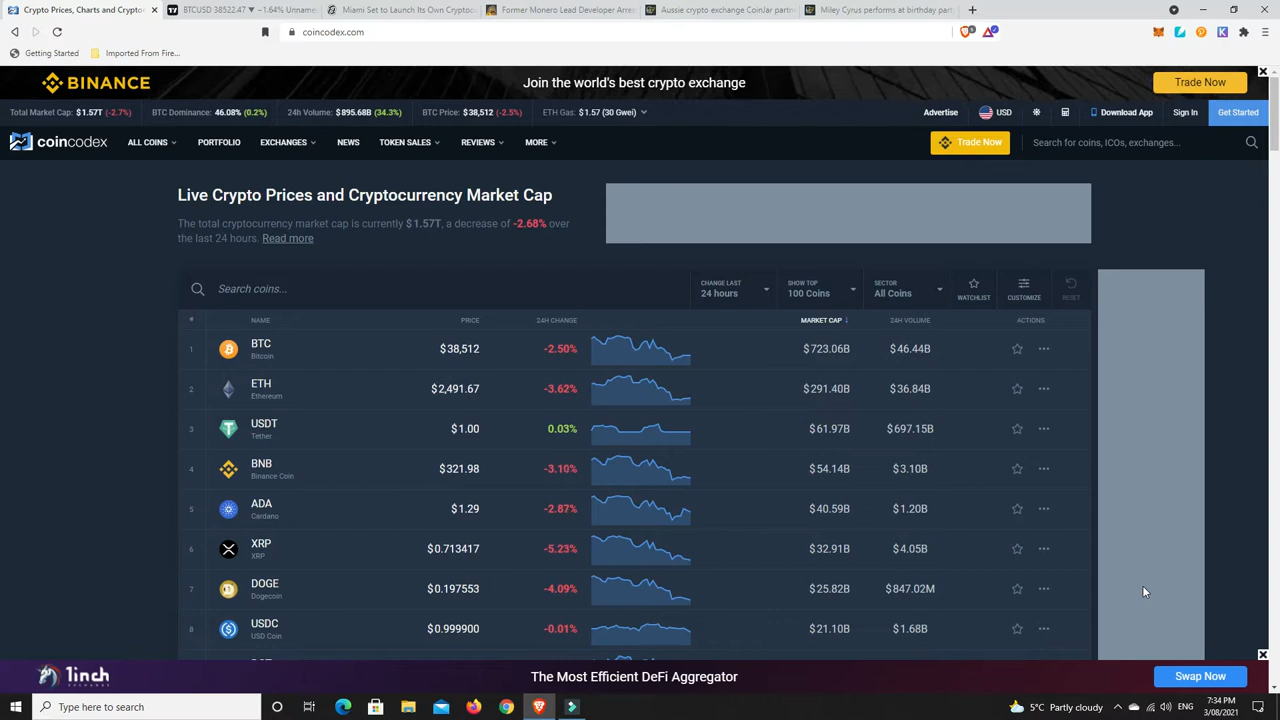 Crypto Prices, Charts and Cryptoc
BTCUSD 38522.47 ▼ −1.64% Unname
Miami Set to Launch Its Own Cryptoc
Former Monero Lead Developer Arre
Aussie crypto exchange CoinJar partn
Miley Cyrus performs at birthday part
coincodex.com
Getting Started
Imported From Fire...
BINANCE
Join the world's best crypto exchange
Trade Now
Total Market Cap: $1.57T (-2.7%)
BTC Dominance: 46.08% (0.2%)
24h Volume: $895.68B (34.3%)
BTC Price: $38,512 (-2.5%)
ETH Gas: $1.57 (30 Gwei)
Advertise
USD
Download App
Sign In
Get Started
coincodex
ALL COINS
PORTFOLIO
EXCHANGES
NEWS
TOKEN SALES
REVIEWS
MORE
Trade Now
Search for coins, ICOs, exchanges...
Live Crypto Prices and Cryptocurrency Market Cap
The total cryptocurrency market cap is currently $1.57T, a decrease of -2.68% over
the last 24 hours. Read more
Search coins...
CHANGE LAST
24 hours
SHOW TOP
100 Coins
SECTOR
All Coins
WATCHLIST
CUSTOMIZE
RESET
# NAME PRICE 24H CHANGE MARKET CAP ↓ 24H VOLUME ACTIONS
1 BTC $38,512 -2.50% $723.06B $46.44B
Bitcoin
2 ETH $2,491.67 -3.62% $291.40B $36.84B
Ethereum
3 USDT $1.00 0.03% $61.97B $697.15B
Tether
4 BNB $321.98 -3.10% $54.14B $3.10B
Binance Coin
5 ADA $1.29 -2.87% $40.59B $1.20B
Cardano
6 XRP $0.713417 -5.23% $32.91B $4.05B
XRP
7 DOGE $0.197553 -4.09% $25.82B $847.02M
Dogecoin
8 USDC $0.999900 -0.01% $21.10B $1.68B
USD Coin
1inch
EXCHANGE
The Most Efficient DeFi Aggregator
Swap Now
Type here to search
5°C Partly cloudy
ENG
7:34 PM
3/08/2021